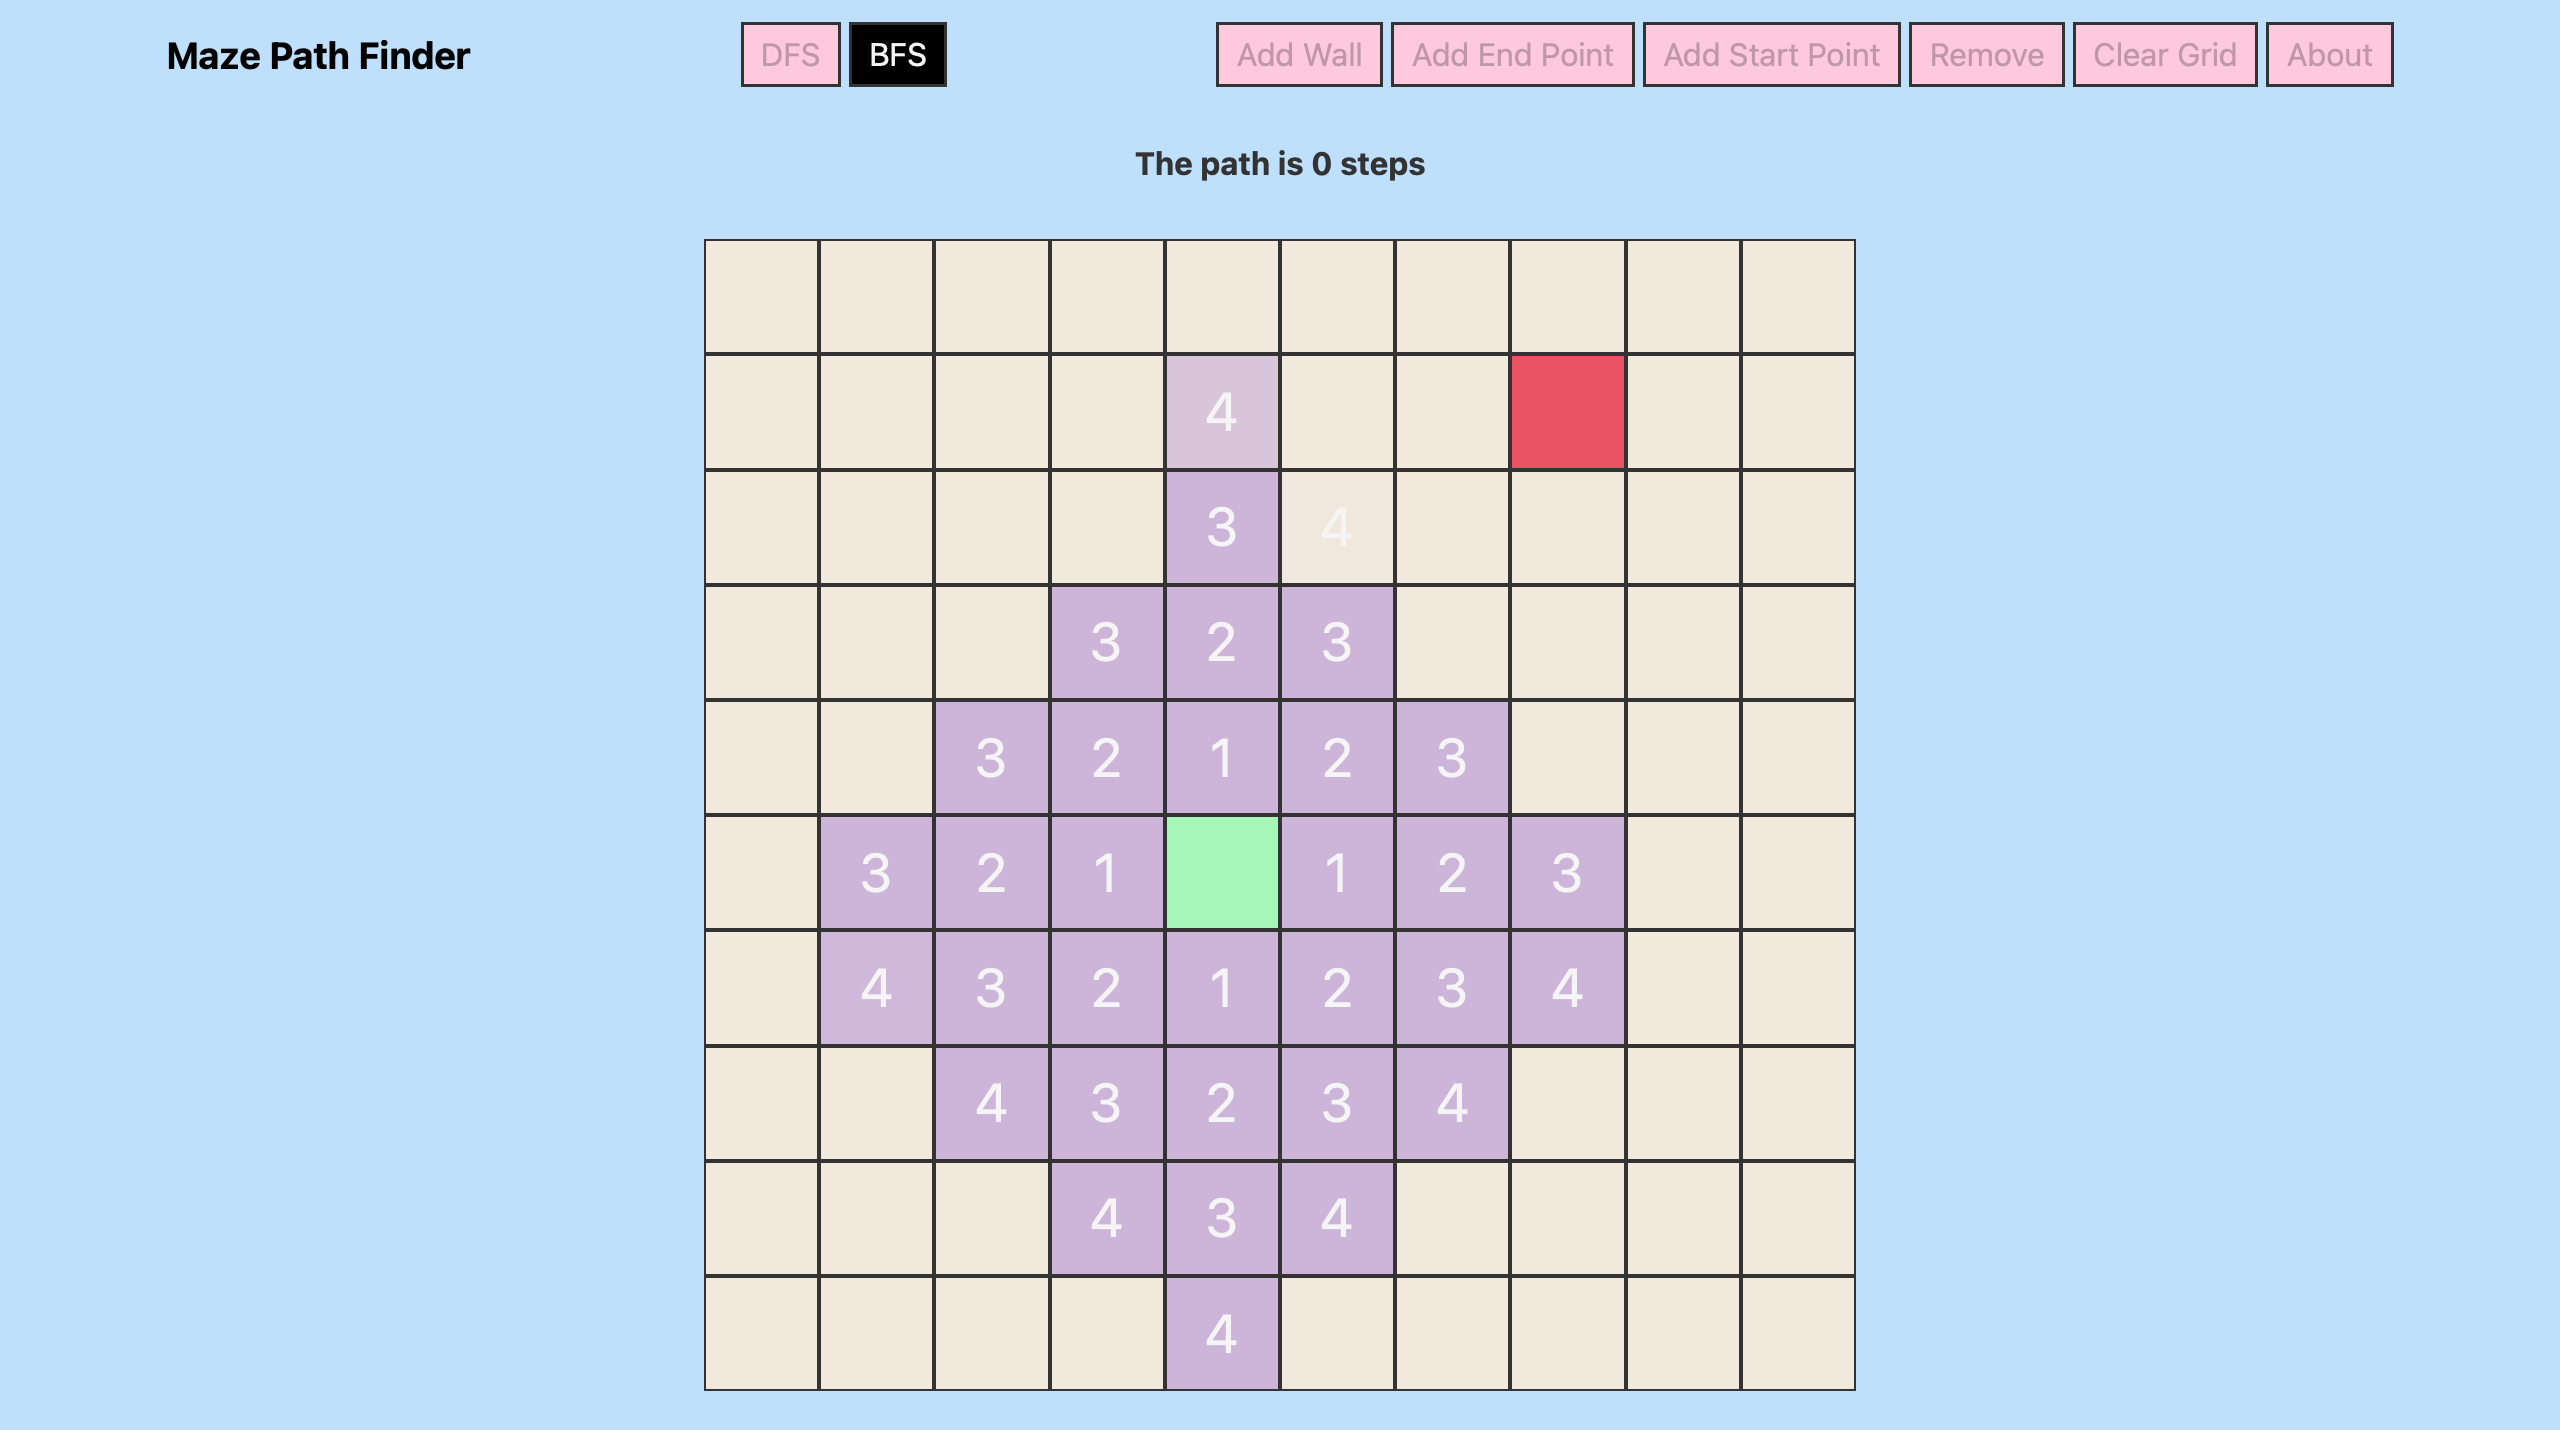 Maze Path Finder DFS BFS Add Wall Add End Point Add Start Point Remove Clear Grid About
The path is 0 steps
4
3 4
3 2 3
3 2 1 2 3
3 2 1 1 2 3
4 3 2 1 2 3 4
4 3 2 3 4
4 3 4
4